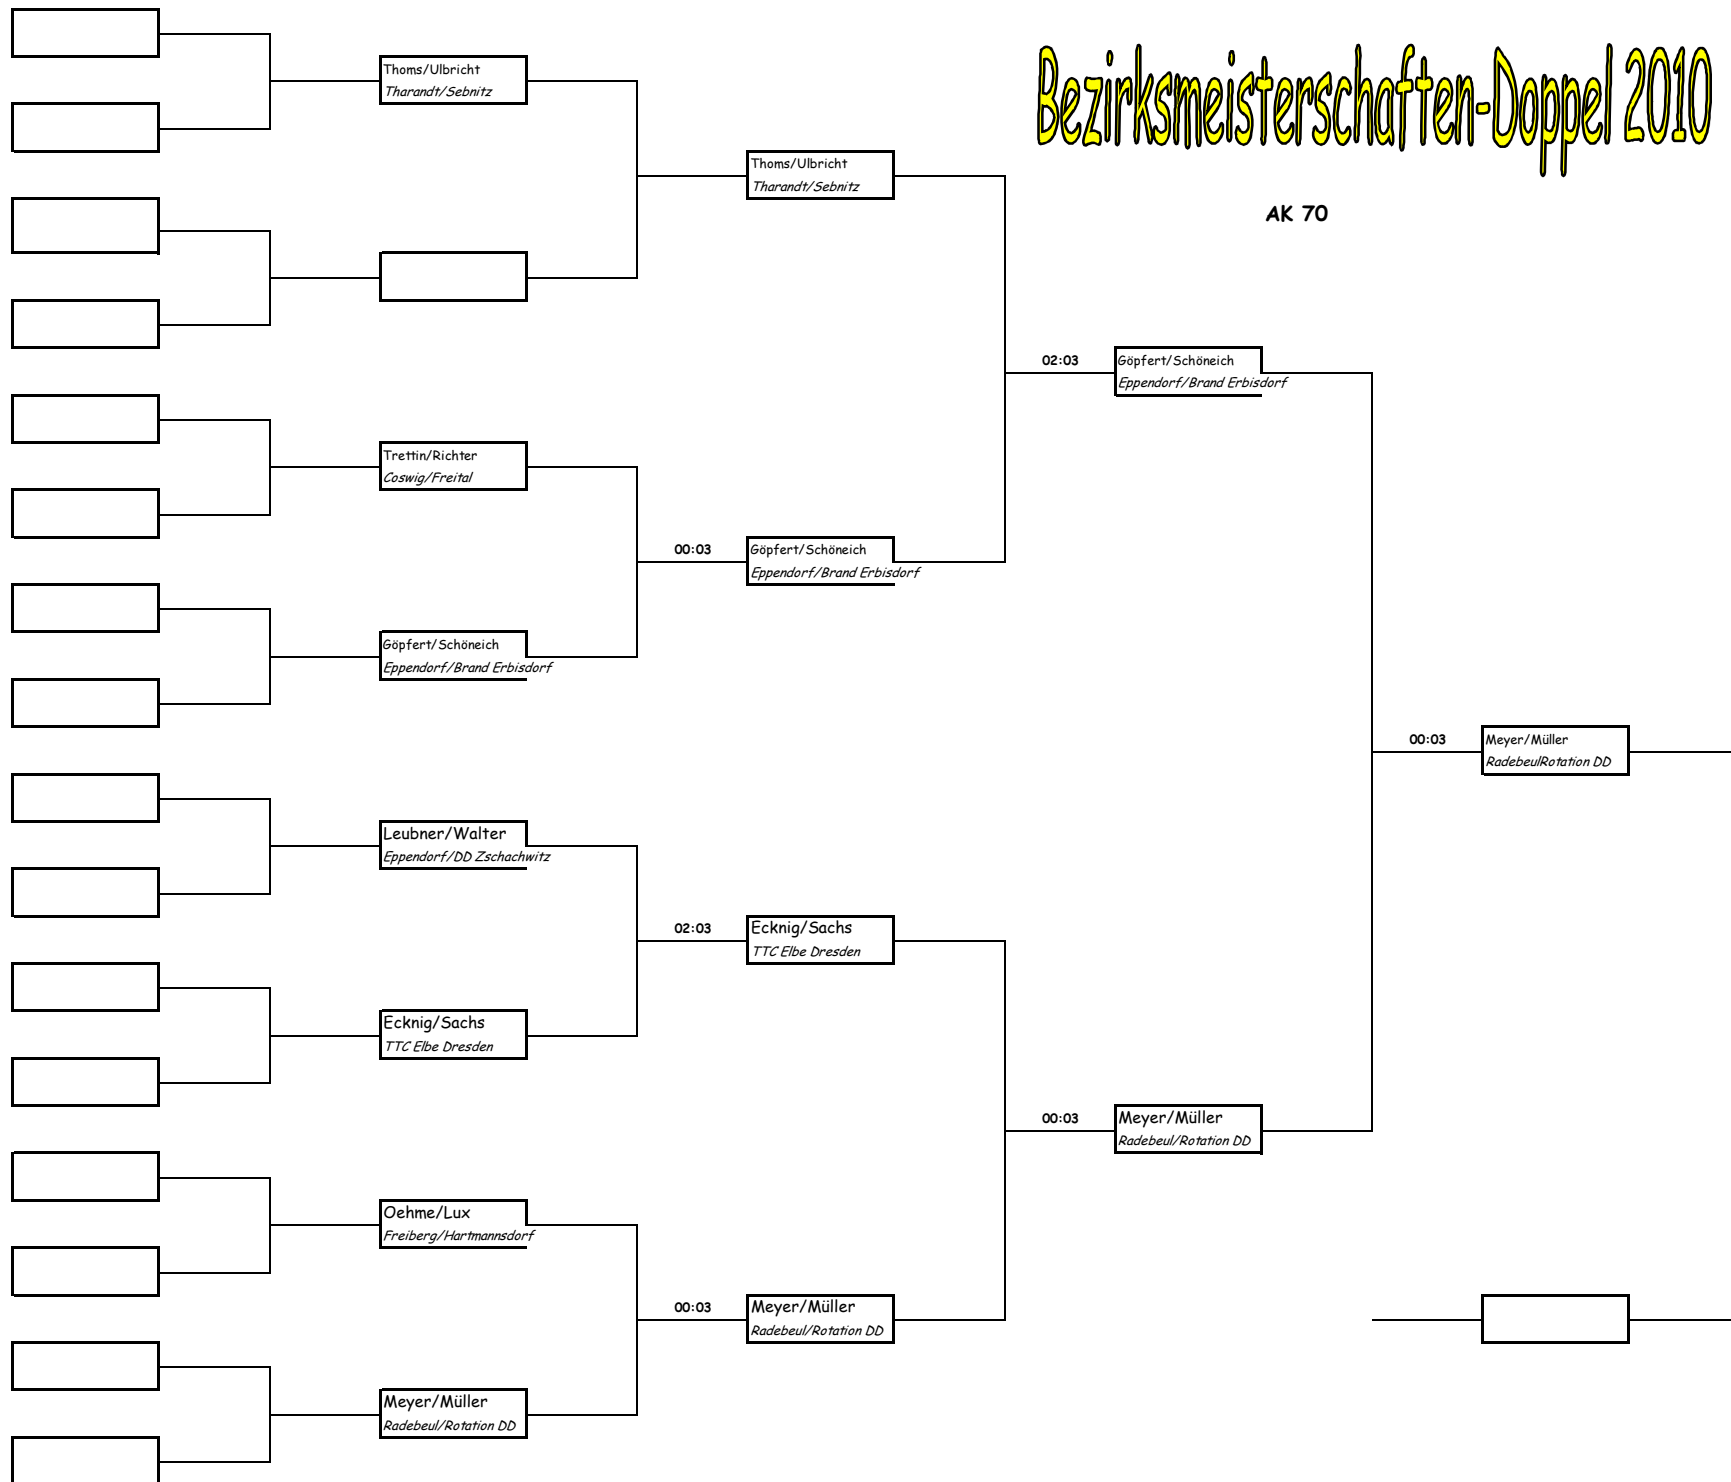 Bezirksmeisterschaften-Doppel 2010
AK 70
Thoms/Ulbricht
Tharandt/Sebnitz
Trettin/Richter
Coswig/Freital
Göpfert/Schöneich
Eppendorf/Brand Erbisdorf
Leubner/Walter
Eppendorf/DD Zschachwitz
Ecknig/Sachs
TTC Elbe Dresden
Oehme/Lux
Freiberg/Hartmannsdorf
Meyer/Müller
Radebeul/Rotation DD
Thoms/Ulbricht
Tharandt/Sebnitz
00:03
Göpfert/Schöneich
Eppendorf/Brand Erbisdorf
02:03
Ecknig/Sachs
TTC Elbe Dresden
00:03
Meyer/Müller
Radebeul/Rotation DD
02:03
Göpfert/Schöneich
Eppendorf/Brand Erbisdorf
00:03
Meyer/Müller
Radebeul/Rotation DD
00:03
Meyer/Müller
RadebeulRotation DD